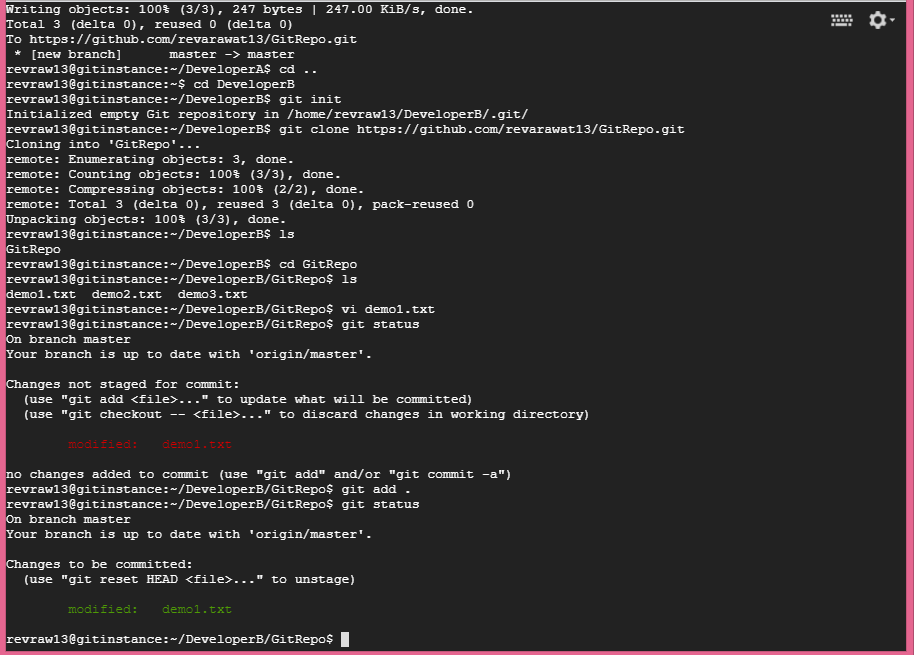 Writing objects: 100% (3/3), 247 bytes | 247.00 KiB/s, done.
Total 3 (delta 0), reused 0 (delta 0)
To https://github.com/revarawat13/GitRepo.git
 * [new branch]      master -> master
revraw13@gitinstance:~/DeveloperA$ cd ..
revraw13@gitinstance:~$ cd DeveloperB
revraw13@gitinstance:~/DeveloperB$ git init
Initialized empty Git repository in /home/revraw13/DeveloperB/.git/
revraw13@gitinstance:~/DeveloperB$ git clone https://github.com/revarawat13/GitRepo.git
Cloning into 'GitRepo'...
remote: Enumerating objects: 3, done.
remote: Counting objects: 100% (3/3), done.
remote: Compressing objects: 100% (2/2), done.
remote: Total 3 (delta 0), reused 3 (delta 0), pack-reused 0
Unpacking objects: 100% (3/3), done.
revraw13@gitinstance:~/DeveloperB$ ls
GitRepo
revraw13@gitinstance:~/DeveloperB$ cd GitRepo
revraw13@gitinstance:~/DeveloperB/GitRepo$ ls
demo1.txt  demo2.txt  demo3.txt
revraw13@gitinstance:~/DeveloperB/GitRepo$ vi demo1.txt
revraw13@gitinstance:~/DeveloperB/GitRepo$ git status
On branch master
Your branch is up to date with 'origin/master'.

Changes not staged for commit:
  (use "git add <file>..." to update what will be committed)
  (use "git checkout -- <file>..." to discard changes in working directory)

        modified:   demo1.txt

no changes added to commit (use "git add" and/or "git commit -a")
revraw13@gitinstance:~/DeveloperB/GitRepo$ git add .
revraw13@gitinstance:~/DeveloperB/GitRepo$ git status
On branch master
Your branch is up to date with 'origin/master'.

Changes to be committed:
  (use "git reset HEAD <file>..." to unstage)

        modified:   demo1.txt

revraw13@gitinstance:~/DeveloperB/GitRepo$